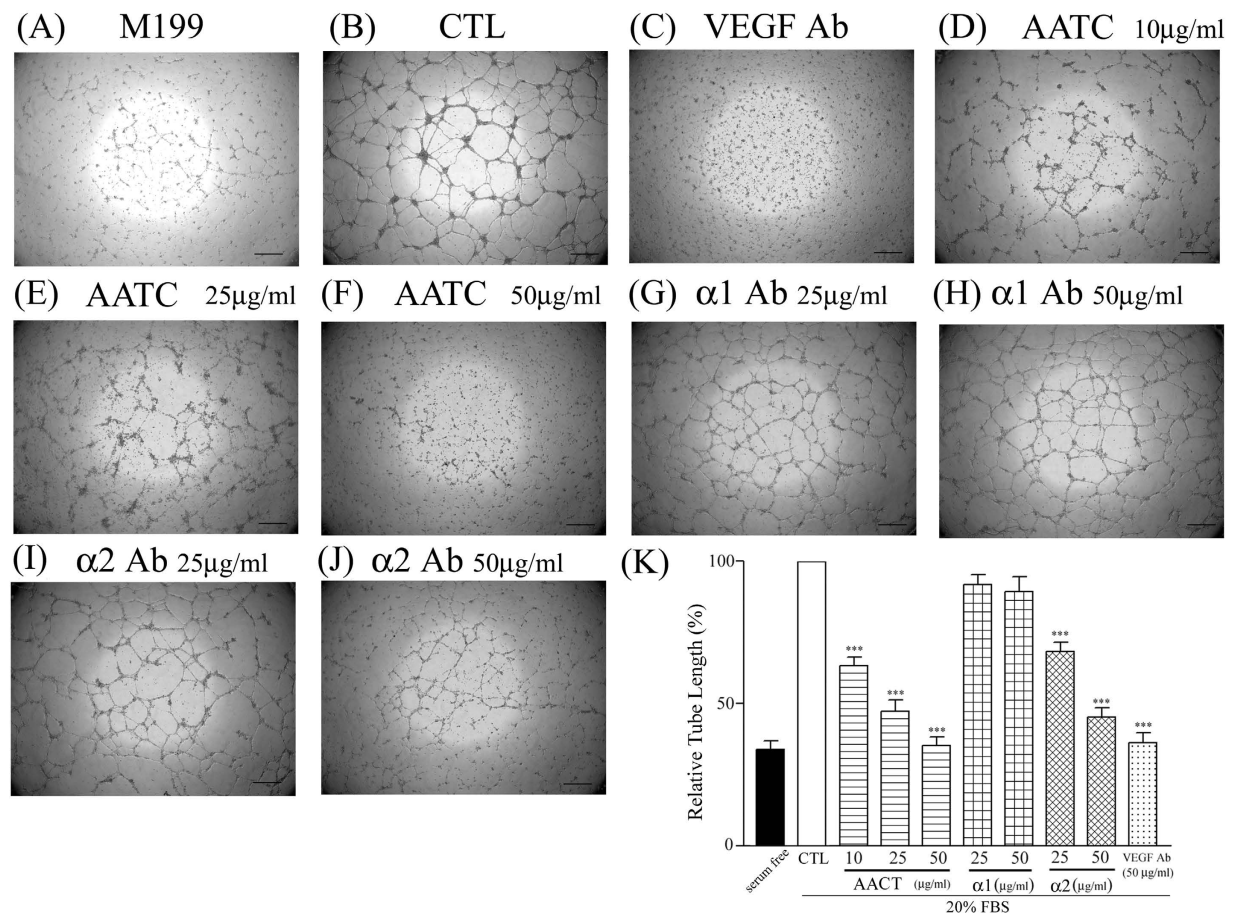 (A) M199
(B) CTL
(C) VEGF Ab
(D) AATC 10μg/ml
(E) AATC 25μg/ml
(F) AATC 50μg/ml
(G) α1 Ab 25μg/ml
(H) α1 Ab 50μg/ml
(I) α2 Ab 25μg/ml
(J) α2 Ab 50μg/ml
(K)
Relative Tube Length (%)
100
50
0
***
***
***
***
***
***
serum free
CTL
10 25 50 25 50 25 50
VEGF Ab
(50 μg/ml)
AACT (μg/ml) α1 (μg/ml) α2 (μg/ml)
20% FBS